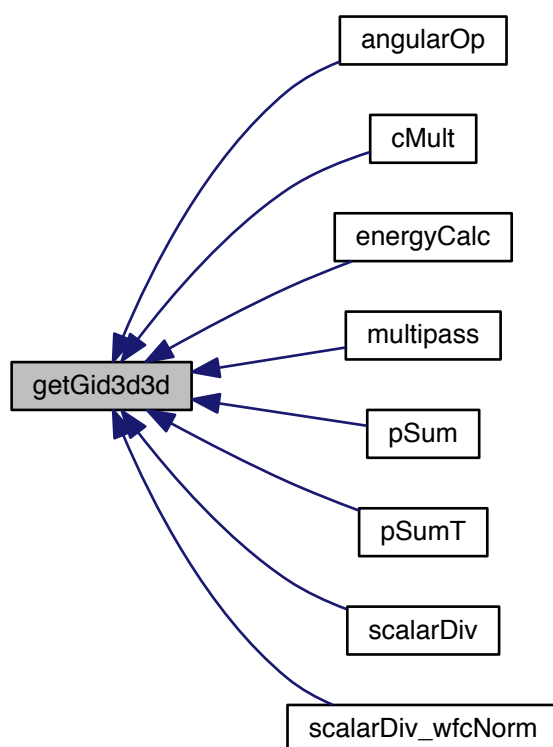 angularOp
cMult
energyCalc
multipass
getGid3d3d
pSum
pSumT
scalarDiv
scalarDiv_wfcNorm